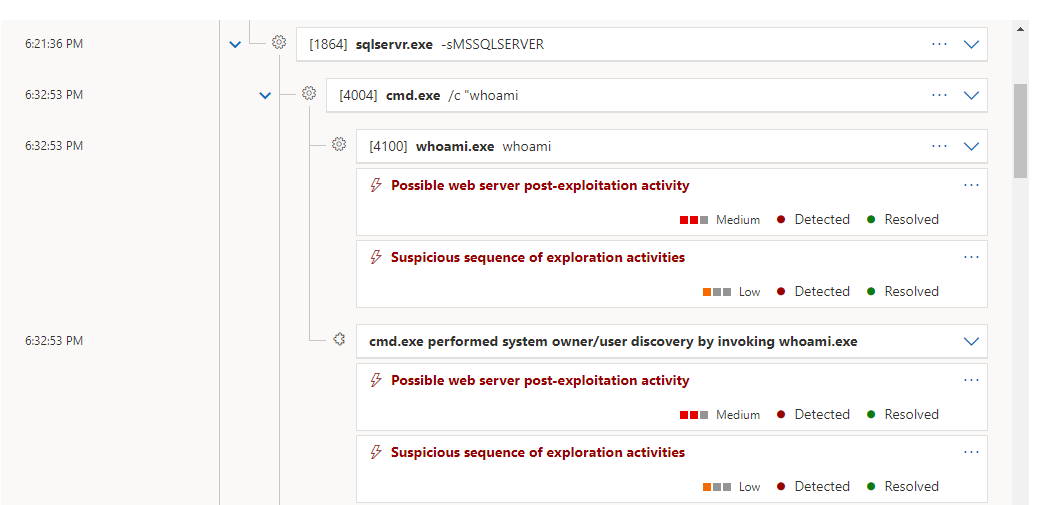 6:21:36 PM [1864] sqlservr.exe -sMSSQLSERVER ...
6:32:53 PM [4004] cmd.exe /c "whoami ...
6:32:53 PM [4100] whoami.exe whoami ...
Possible web server post-exploitation activity ...
Medium Detected Resolved
Suspicious sequence of exploration activities ...
Low Detected Resolved
6:32:53 PM cmd.exe performed system owner/user discovery by invoking whoami.exe
Possible web server post-exploitation activity ...
Medium Detected Resolved
Suspicious sequence of exploration activities ...
Low Detected Resolved